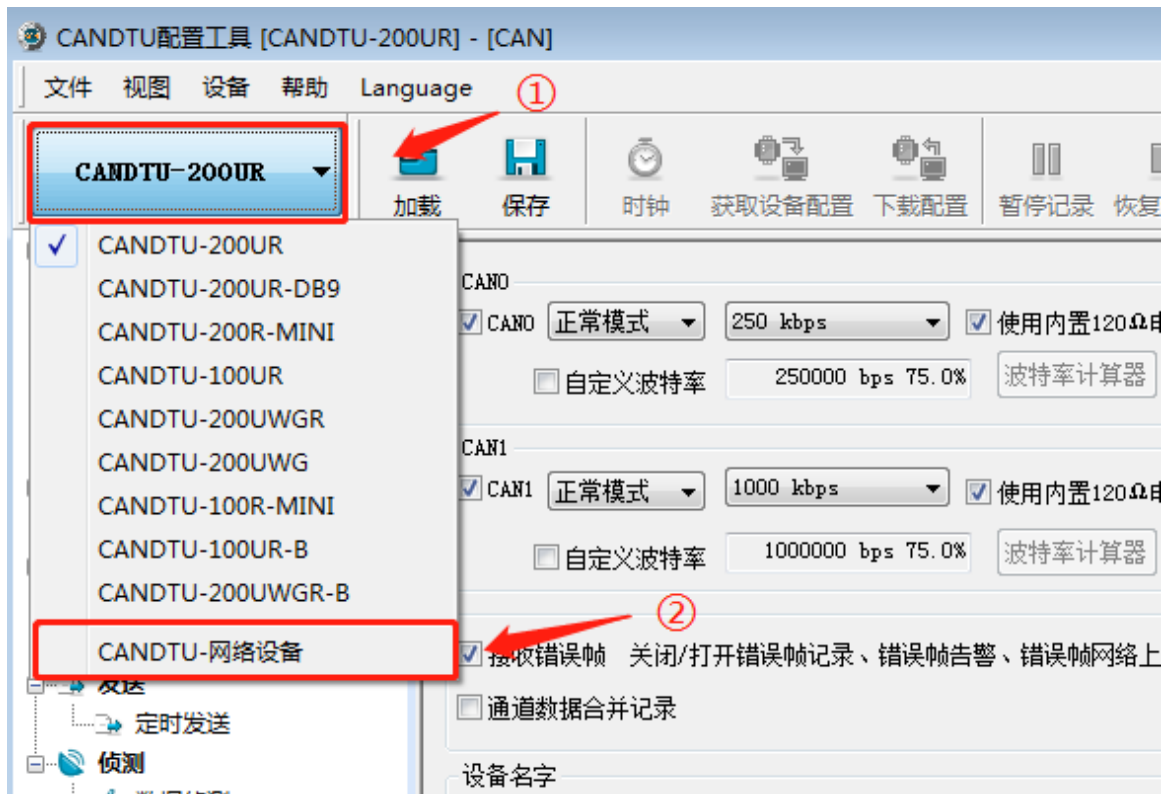 CANDTU配置工具 [CANDTU-200UR] - [CAN]
文件 视图 设备 帮助 Language
①
CANDTU-200UR
加载 保存 时钟 获取设备配置 下载配置 暂停记录 恢复
CANDTU-200UR
CANDTU-200UR-DB9
CANDTU-200R-MINI
CANDTU-100UR
CANDTU-200UWGR
CANDTU-200UWG
CANDTU-100R-MINI
CANDTU-100UR-B
CANDTU-200UWGR-B
CANDTU-网络设备
发送
定时发送
侦测
CAN0
CAN0 正常模式 250 kbps 使用内置120Ω电
自定义波特率 250000 bps 75.0% 波特率计算器
CAN1
CAN1 正常模式 1000 kbps 使用内置120Ω电
自定义波特率 1000000 bps 75.0% 波特率计算器
②
接收错误帧 关闭/打开错误帧记录、错误帧告警、错误帧网络上
通道数据合并记录
设备名字